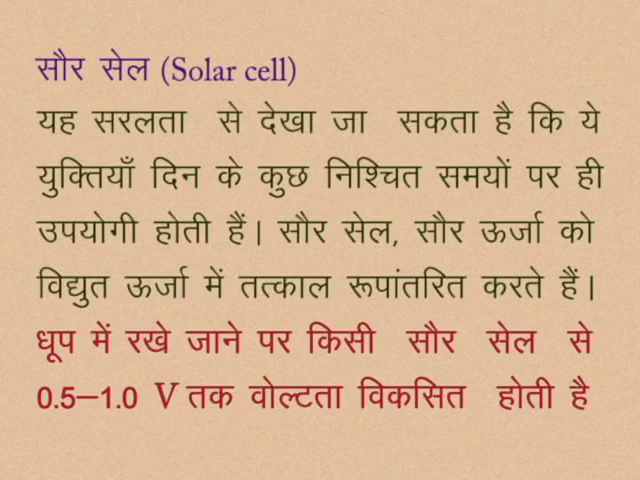 सौर सेल (Solar cell)
यह सरलता से देखा जा सकता है कि ये
युक्तियाँ दिन के कुछ निश्चित समयों पर ही
उपयोगी होती हैं। सौर सेल, सौर ऊर्जा को
विद्युत ऊर्जा में तत्काल रूपांतरित करते हैं।
धूप में रखे जाने पर किसी सौर सेल से
0.5–1.0 V तक वोल्टता विकसित होती है